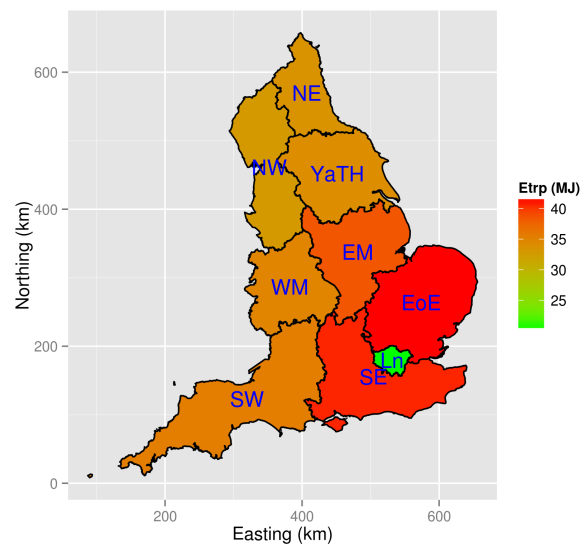 600
400
200
0
200
400
600
Northing (km)
Easting (km)
NE
NW
YaTH
EM
WM
EoE
Ln
SE
SW
Etrp (MJ)
40
35
30
25